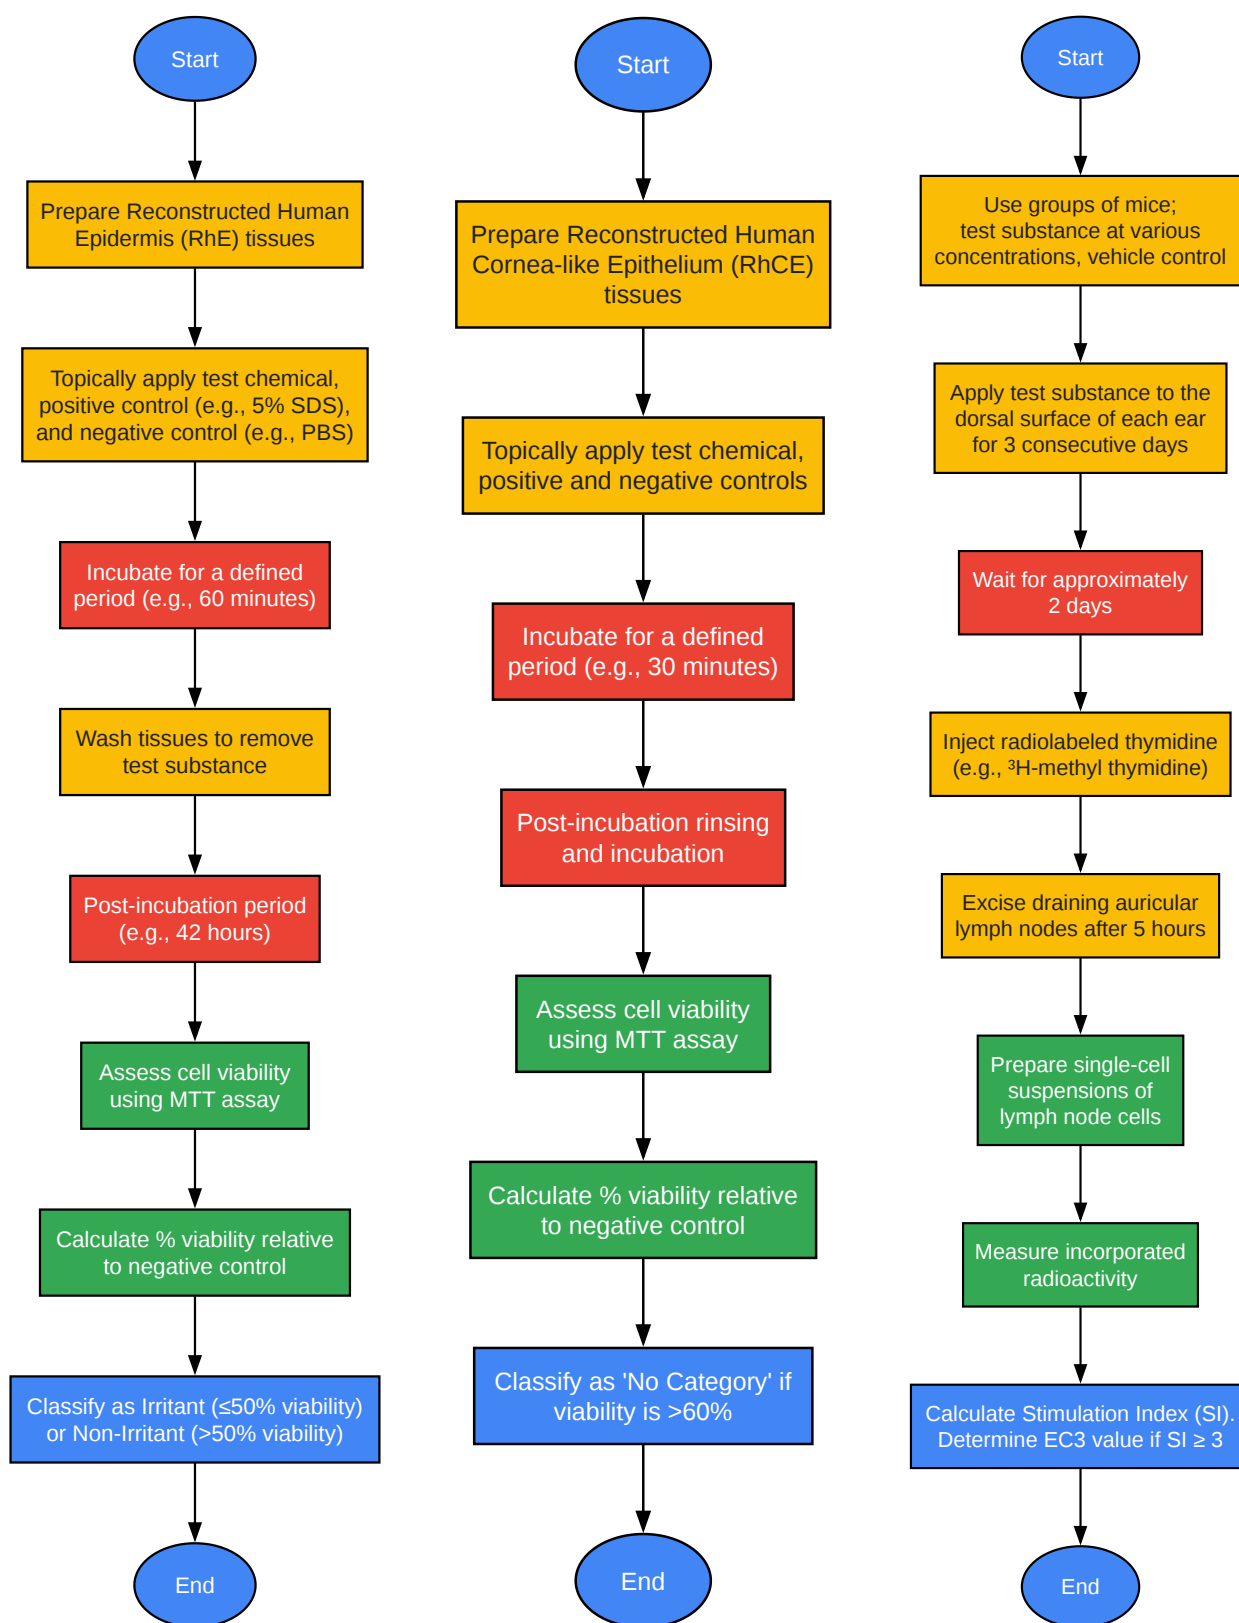 Start
Prepare Reconstructed Human
Epidermis (RhE) tissues
Topically apply test chemical,
positive control (e.g., 5% SDS),
and negative control (e.g., PBS)
Incubate for a defined
period (e.g., 60 minutes)
Wash tissues to remove
test substance
Post-incubation period
(e.g., 42 hours)
Assess cell viability
using MTT assay
Calculate % viability relative
to negative control
Classify as Irritant (≤50% viability)
or Non-Irritant (>50% viability)
End
Start
Prepare Reconstructed Human
Cornea-like Epithelium (RhCE)
tissues
Topically apply test chemical,
positive and negative controls
Incubate for a defined
period (e.g., 30 minutes)
Post-incubation rinsing
and incubation
Assess cell viability
using MTT assay
Calculate % viability relative
to negative control
Classify as 'No Category' if
viability is >60%
End
Start
Use groups of mice;
test substance at various
concentrations, vehicle control
Apply test substance to the
dorsal surface of each ear
for 3 consecutive days
Wait for approximately
2 days
Inject radiolabeled thymidine
(e.g., ³H-methyl thymidine)
Excise draining auricular
lymph nodes after 5 hours
Prepare single-cell
suspensions of
lymph node cells
Measure incorporated
radioactivity
Calculate Stimulation Index (SI).
Determine EC3 value if SI ≥ 3
End